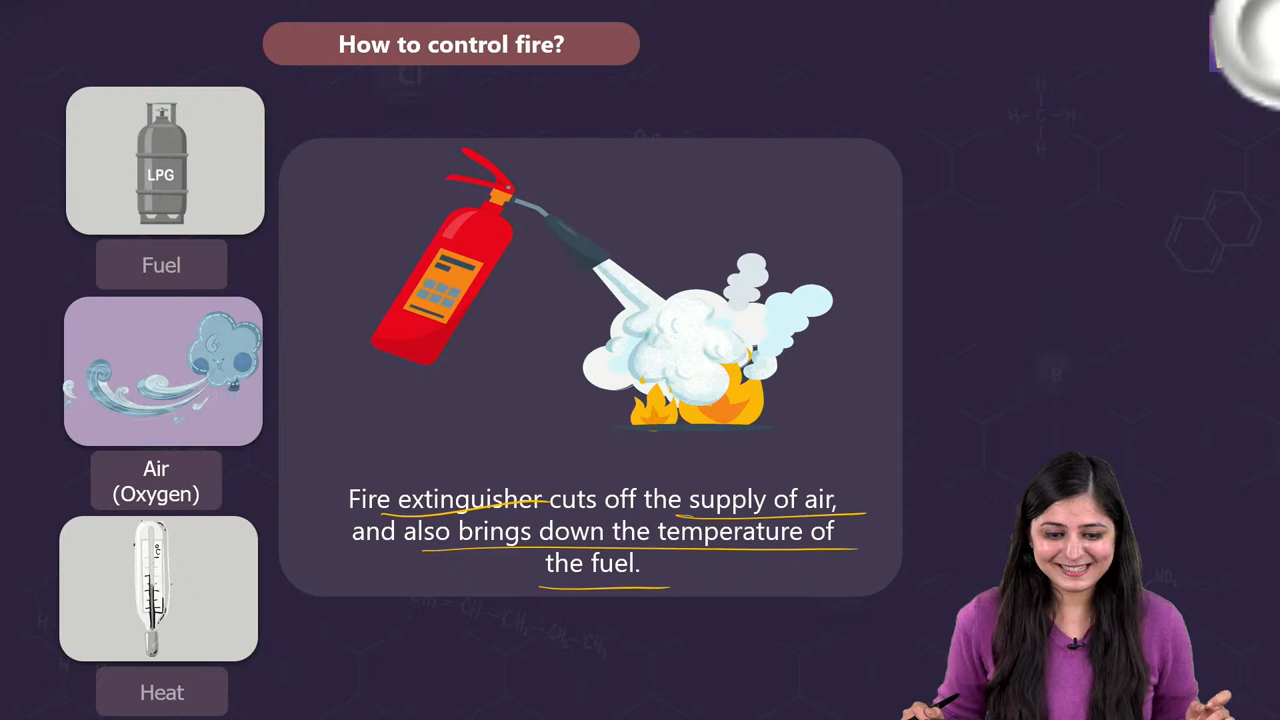 How to control fire?
LPG
Fuel
Air
(Oxygen)
Heat
Fire extinguisher cuts off the supply of air,
and also brings down the temperature of
the fuel.